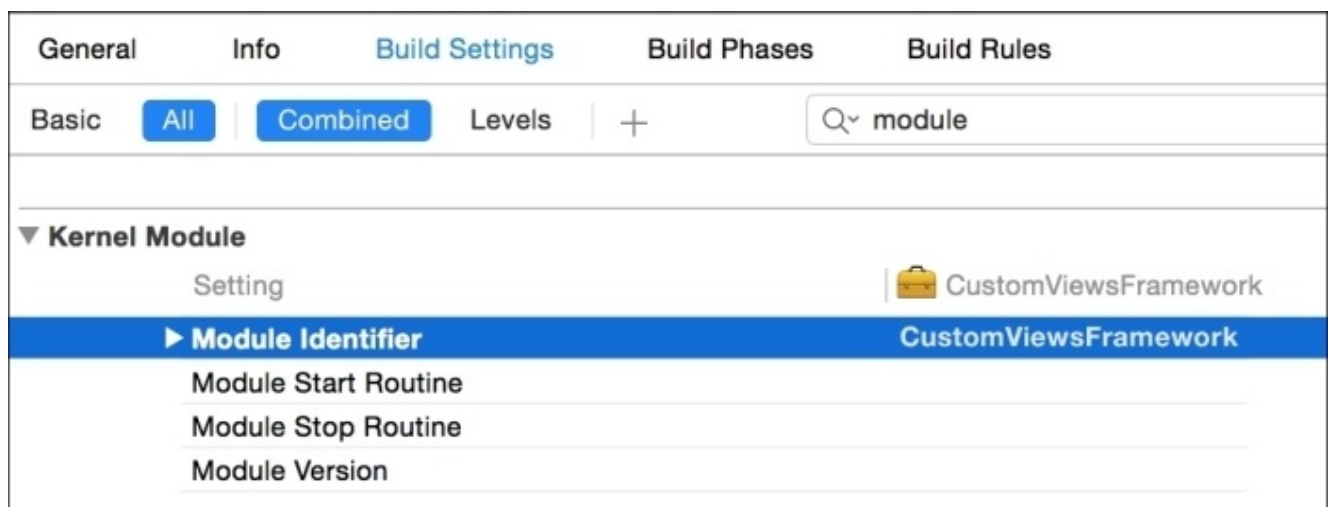 General Info Build Settings Build Phases Build Rules
Basic All Combined Levels + module
Kernel Module
Setting CustomViewsFramework
Module Identifier CustomViewsFramework
Module Start Routine
Module Stop Routine
Module Version